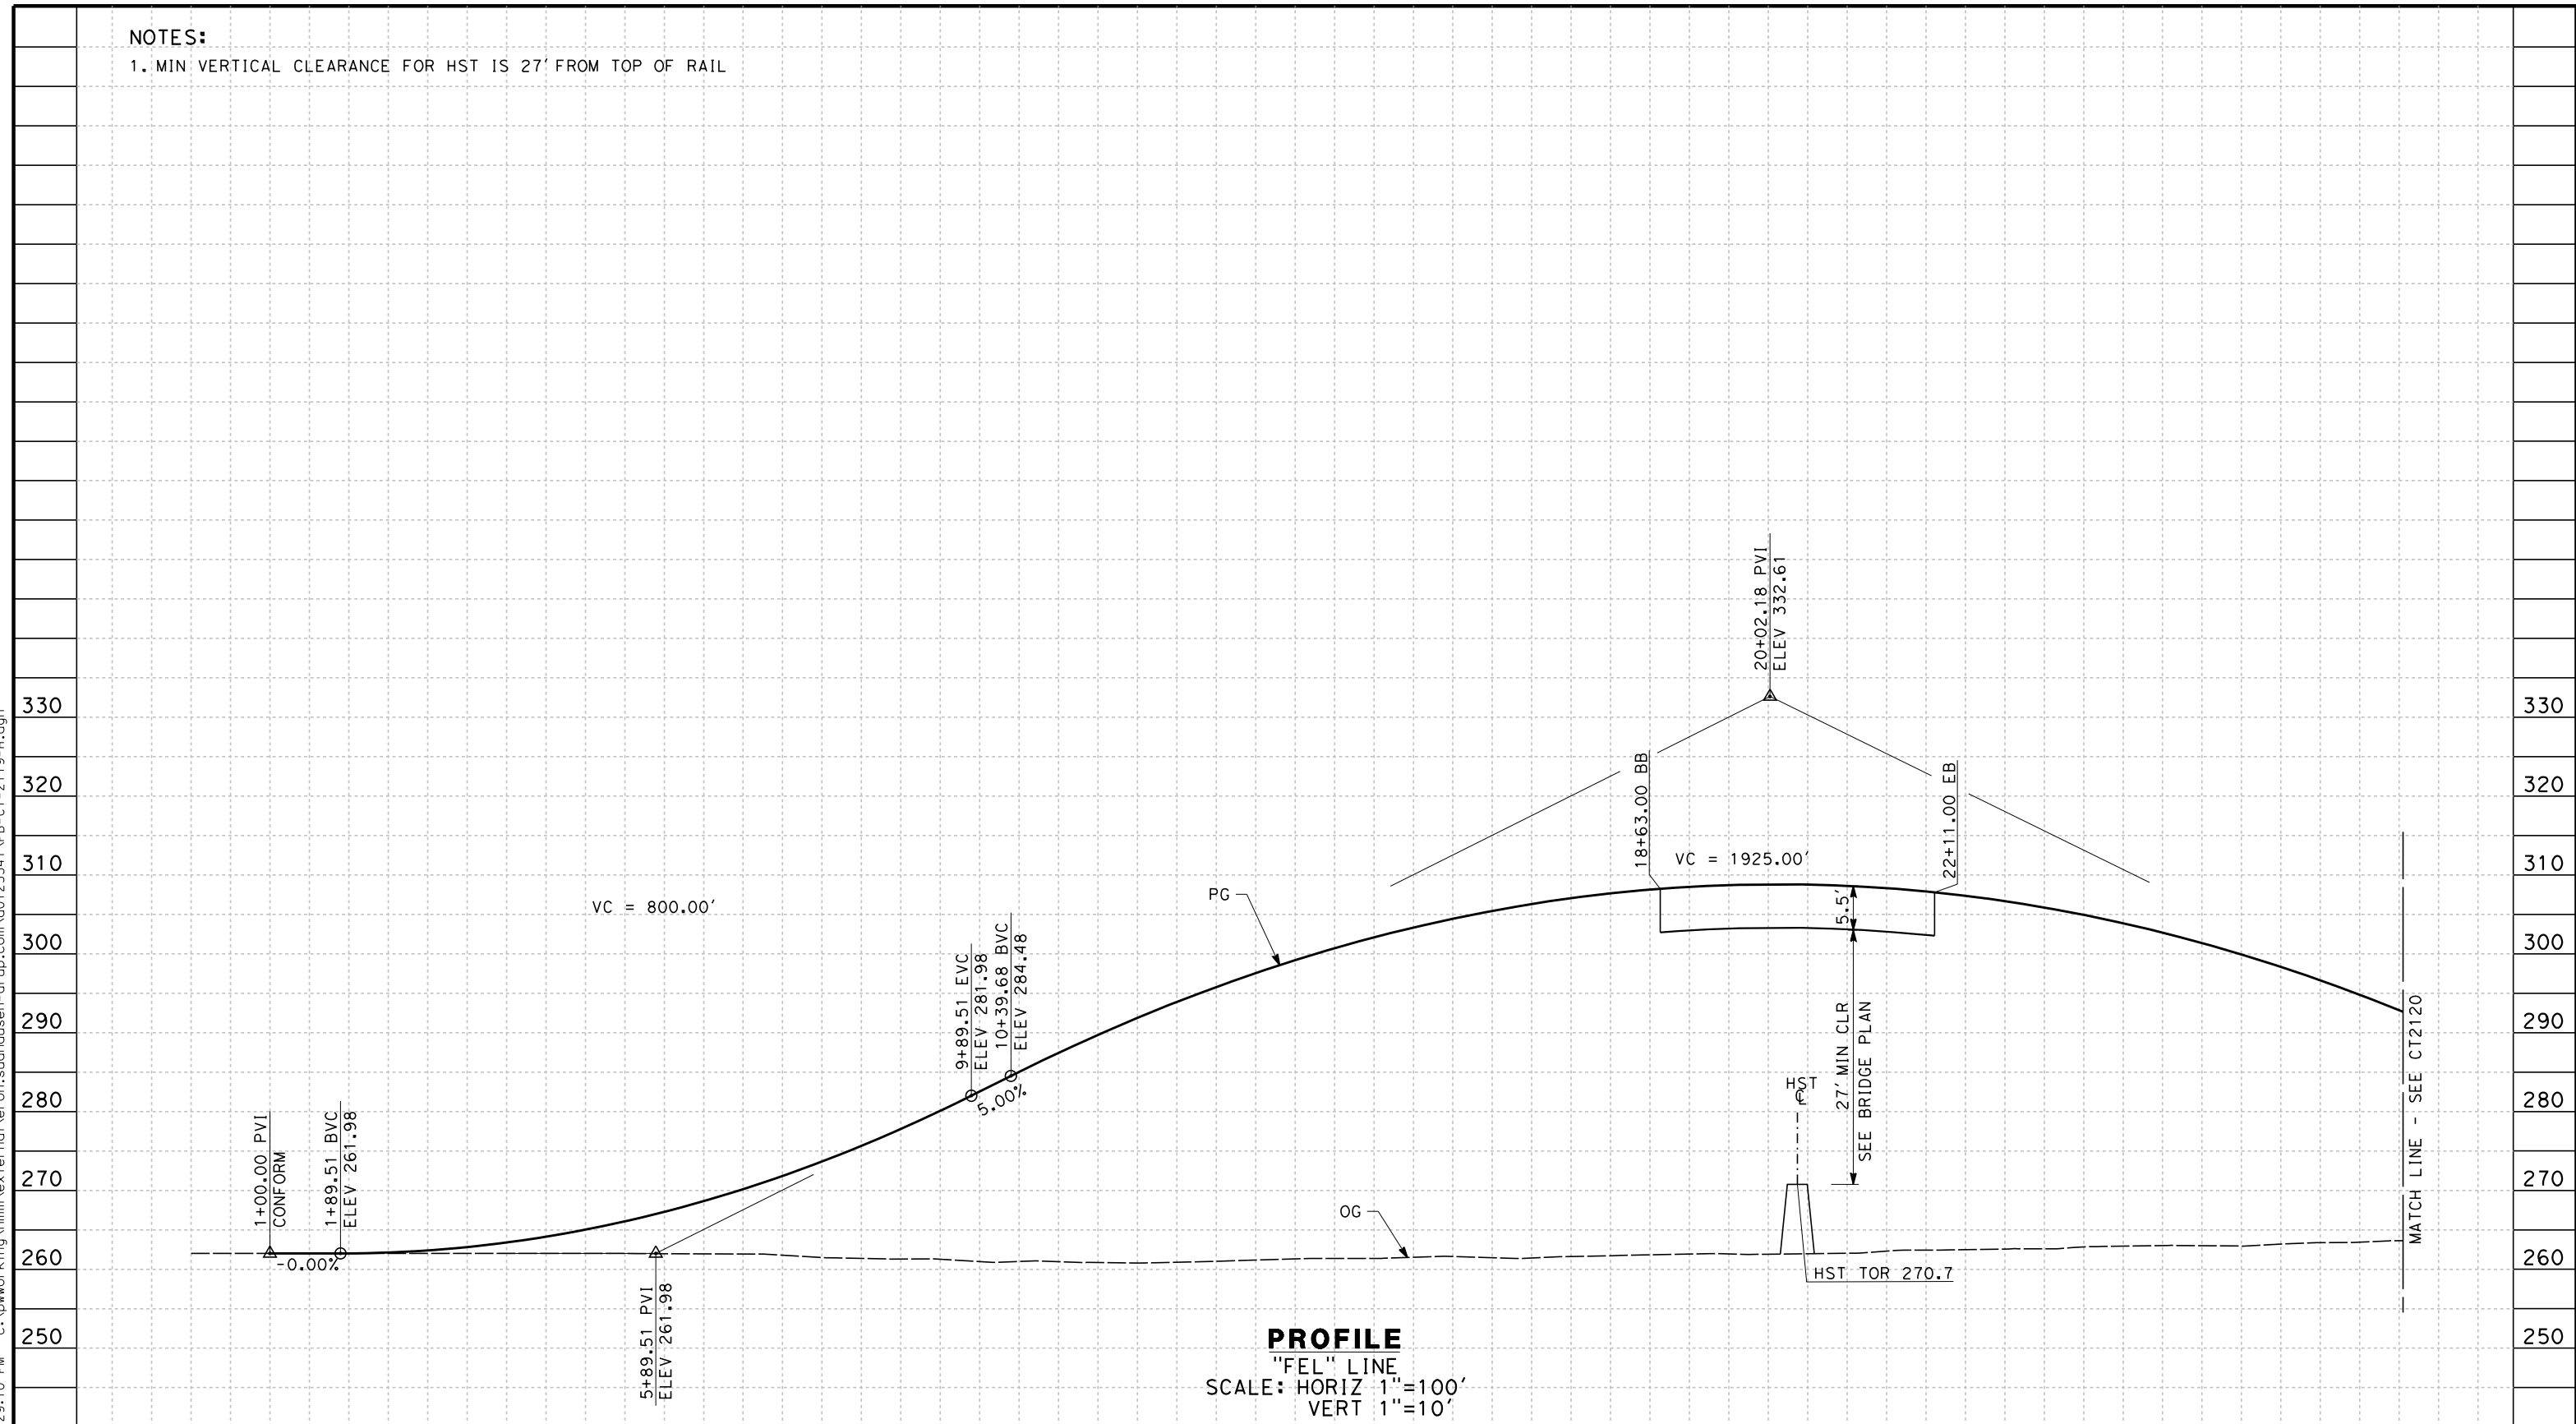 NOTES:
1. MIN VERTICAL CLEARANCE FOR HST IS 27' FROM TOP OF RAIL
20+02.18 PVI
ELEV 332.61
330
330
18+63.00 BB
22+11.00 EB
320
320
VC = 1925.00'
310
310
PG
5.5'
VC = 800.00'
300
300
9+89.51 EVC
ELEV 281.98
10+39.68 BVC
ELEV 284.48
5.00%
27' MIN CLR
SEE BRIDGE PLAN
MATCH LINE - SEE CT2120
290
290
HST
CL
280
280
1+00.00 PVI
CONFORM
1+89.51 BVC
ELEV 261.98
270
270
OG
260
260
-0.00%
HST TOR 270.7
5+89.51 PVI
ELEV 261.98
250
250
PROFILE
"FEL" LINE
SCALE: HORIZ 1"=100'
VERT 1"=10'